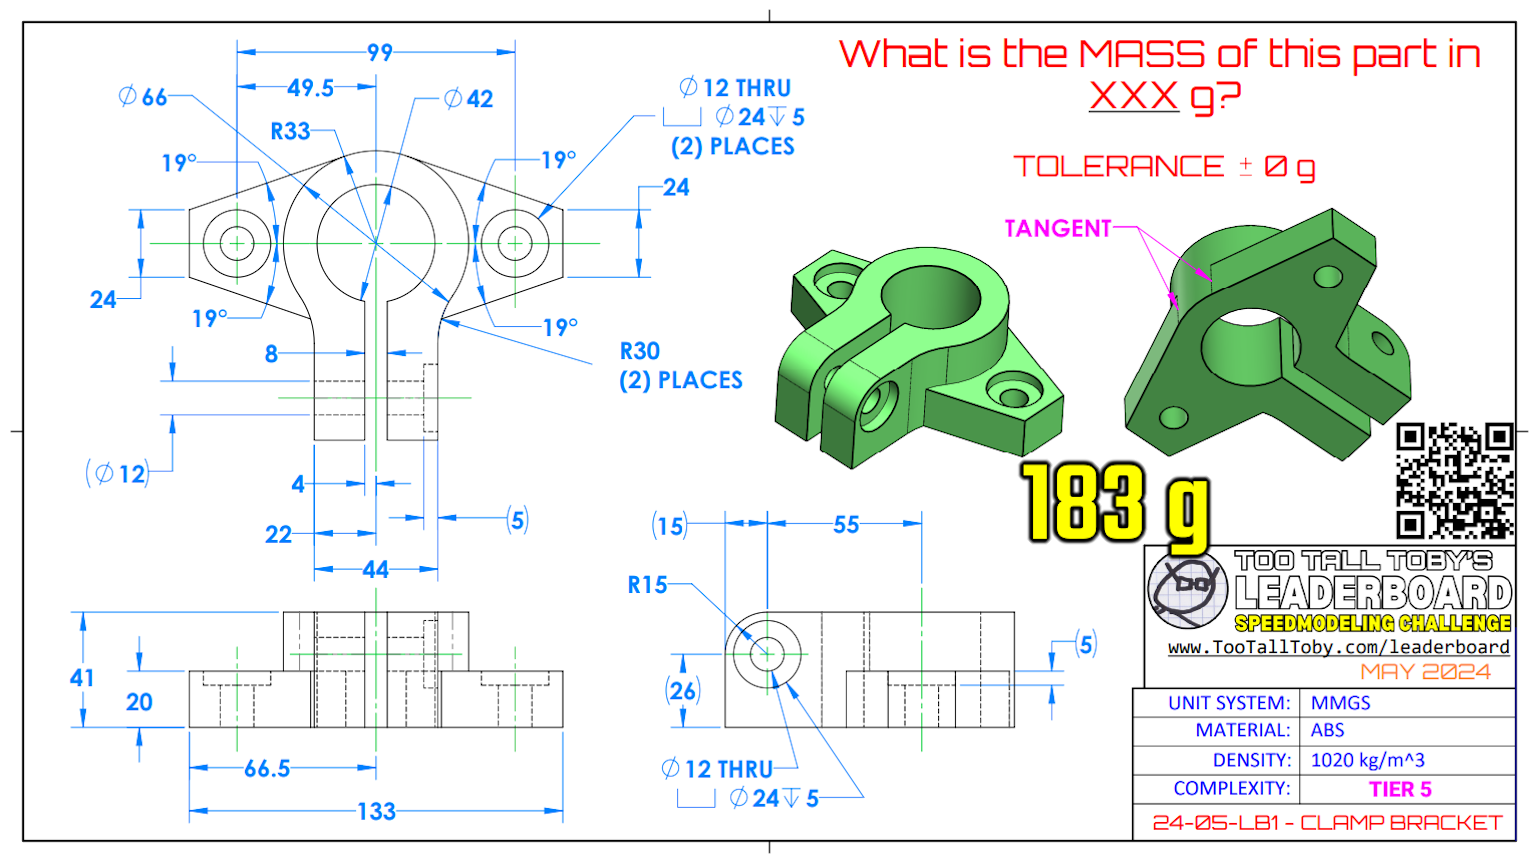 What is the MASS of this part in
XXX g?
TOLERANCE ± 0 g
99
49.5
⌀66
⌀42
R33
19°
19°
⌀12 THRU
⌴ ⌀24↧5
(2) PLACES
24
24
19°
19°
8
R30
(2) PLACES
(⌀12)
4
22
(5)
44
TANGENT
183 g
(15)
55
R15
(5)
(26)
⌀12 THRU
⌴ ⌀24↧5
41
20
66.5
133
TOO TALL TOBY'S
LEADERBOARD
SPEEDMODELING CHALLENGE
www.TooTallToby.com/leaderboard
MAY 2024
UNIT SYSTEM: MMGS
MATERIAL: ABS
DENSITY: 1020 kg/m^3
COMPLEXITY: TIER 5
24-05-LB1 - CLAMP BRACKET